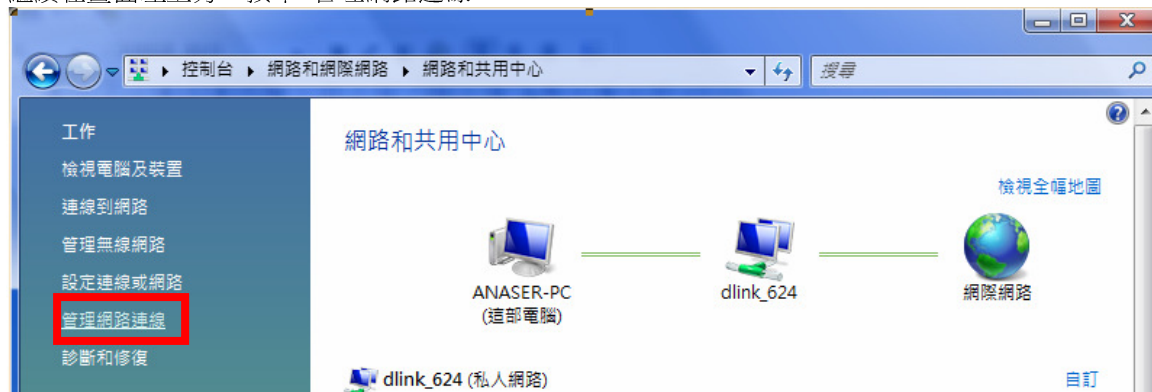 控制台 ▸ 網路和網際網路 ▸ 網路和共用中心
搜尋
工作
檢視電腦及裝置
連線到網路
管理無線網路
設定連線或網路
管理網路連線
診斷和修復
網路和共用中心
檢視全幅地圖
ANASER-PC
(這部電腦)
dlink_624
網際網路
dlink_624 (私人網路)
自訂